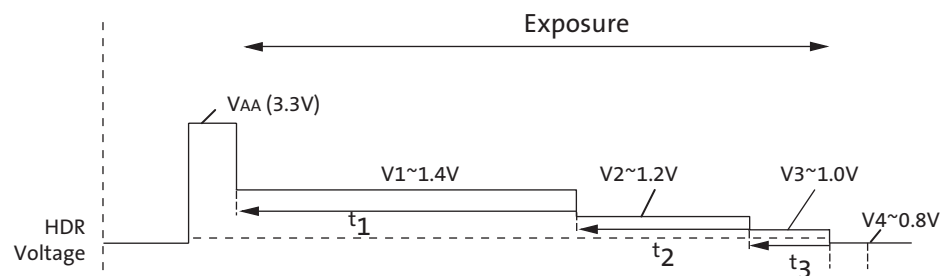 Exposure
VAA (3.3V)
V1~1.4V
V2~1.2V
V3~1.0V
HDR
Voltage
V4~0.8V
t1
t2
t3